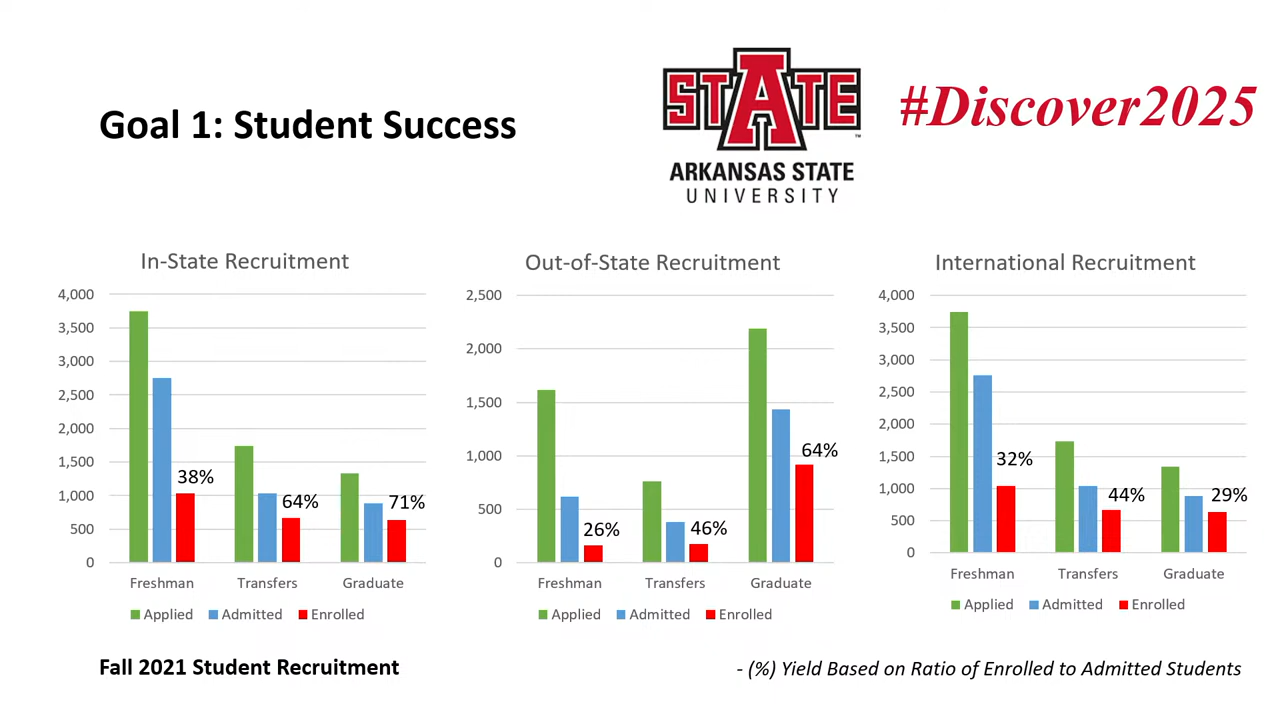 STATE
TM
ARKANSAS STATE
UNIVERSITY
#Discover2025
Goal 1: Student Success
In-State Recruitment
4,000
3,500
3,000
2,500
2,000
1,500
1,000
500
0
38%
64%
71%
Freshman Transfers Graduate
Applied Admitted Enrolled
Out-of-State Recruitment
2,500
2,000
1,500
1,000
500
0
26%
46%
64%
Freshman Transfers Graduate
Applied Admitted Enrolled
International Recruitment
4,000
3,500
3,000
2,500
2,000
1,500
1,000
500
0
32%
44%
29%
Freshman Transfers Graduate
Applied Admitted Enrolled
Fall 2021 Student Recruitment
- (%) Yield Based on Ratio of Enrolled to Admitted Students